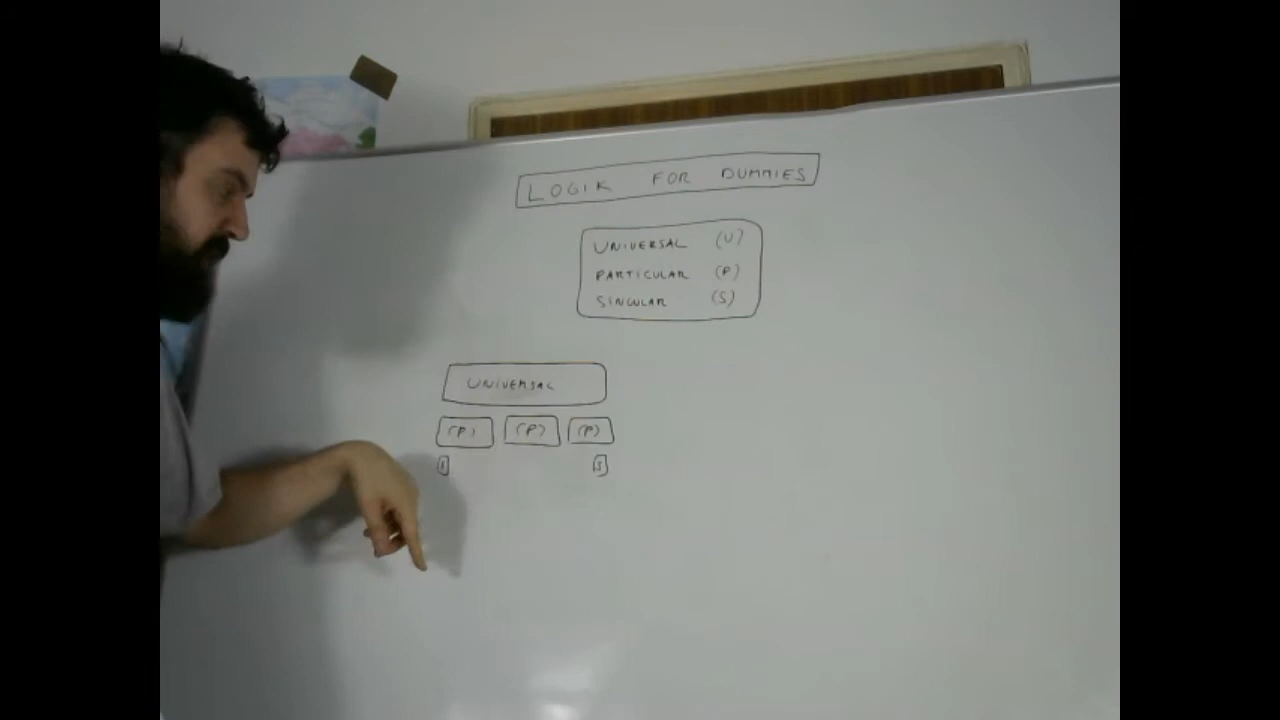 LOGIK FOR DUMMIES
UNIVERSAL (U)
PARTICULAR (P)
SINGULAR (S)
UNIVERSAL
(P) (P) (P)
S S